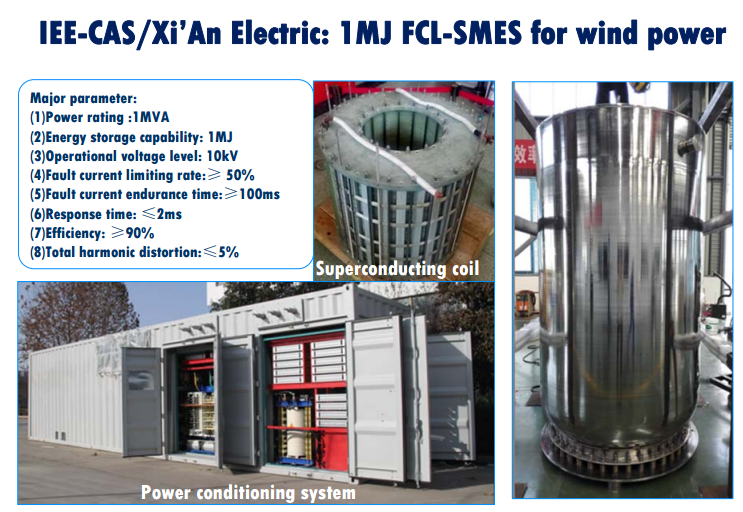 IEE-CAS/Xi'An Electric: 1MJ FCL-SMES for wind power
Major parameter:
(1)Power rating :1MVA
(2)Energy storage capability: 1MJ
(3)Operational voltage level: 10kV
(4)Fault current limiting rate:≥ 50%
(5)Fault current endurance time:≥100ms
(6)Response time: ≤2ms
(7)Efficiency: ≥90%
(8)Total harmonic distortion:≤5%
Superconducting coil
效率
Power conditioning system